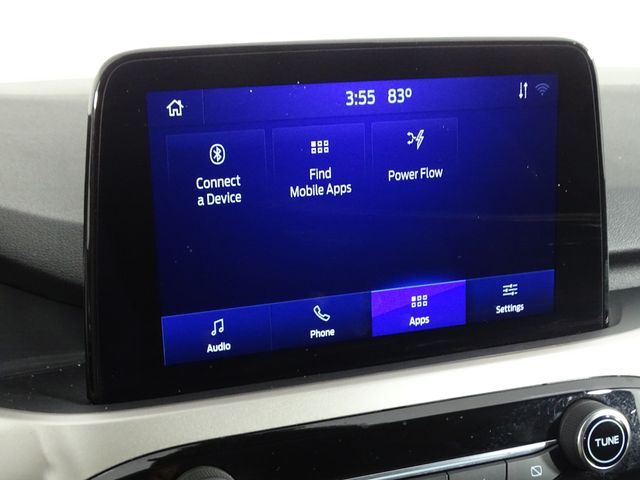 3:55 83°
Connect
a Device
Find
Mobile Apps
Power Flow
Audio
Phone
Apps
Settings
TUNE